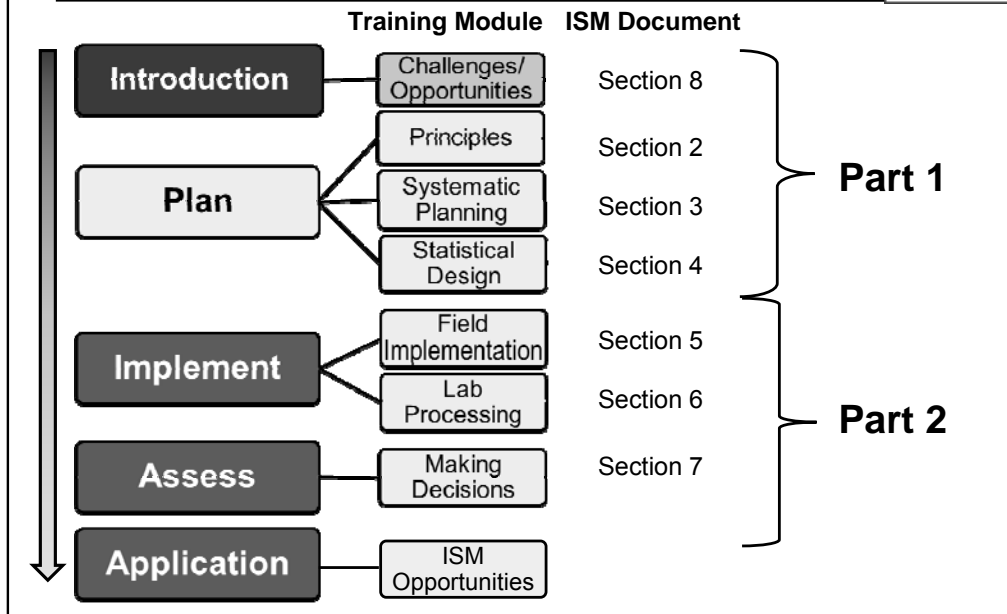 Training Module ISM Document
Introduction
Challenges/
Opportunities
Section 8
Plan
Principles
Section 2
Systematic
Planning
Section 3
Statistical
Design
Section 4
Part 1
Implement
Field
Implementation
Section 5
Lab
Processing
Section 6
Assess
Making
Decisions
Section 7
Part 2
Application
ISM
Opportunities